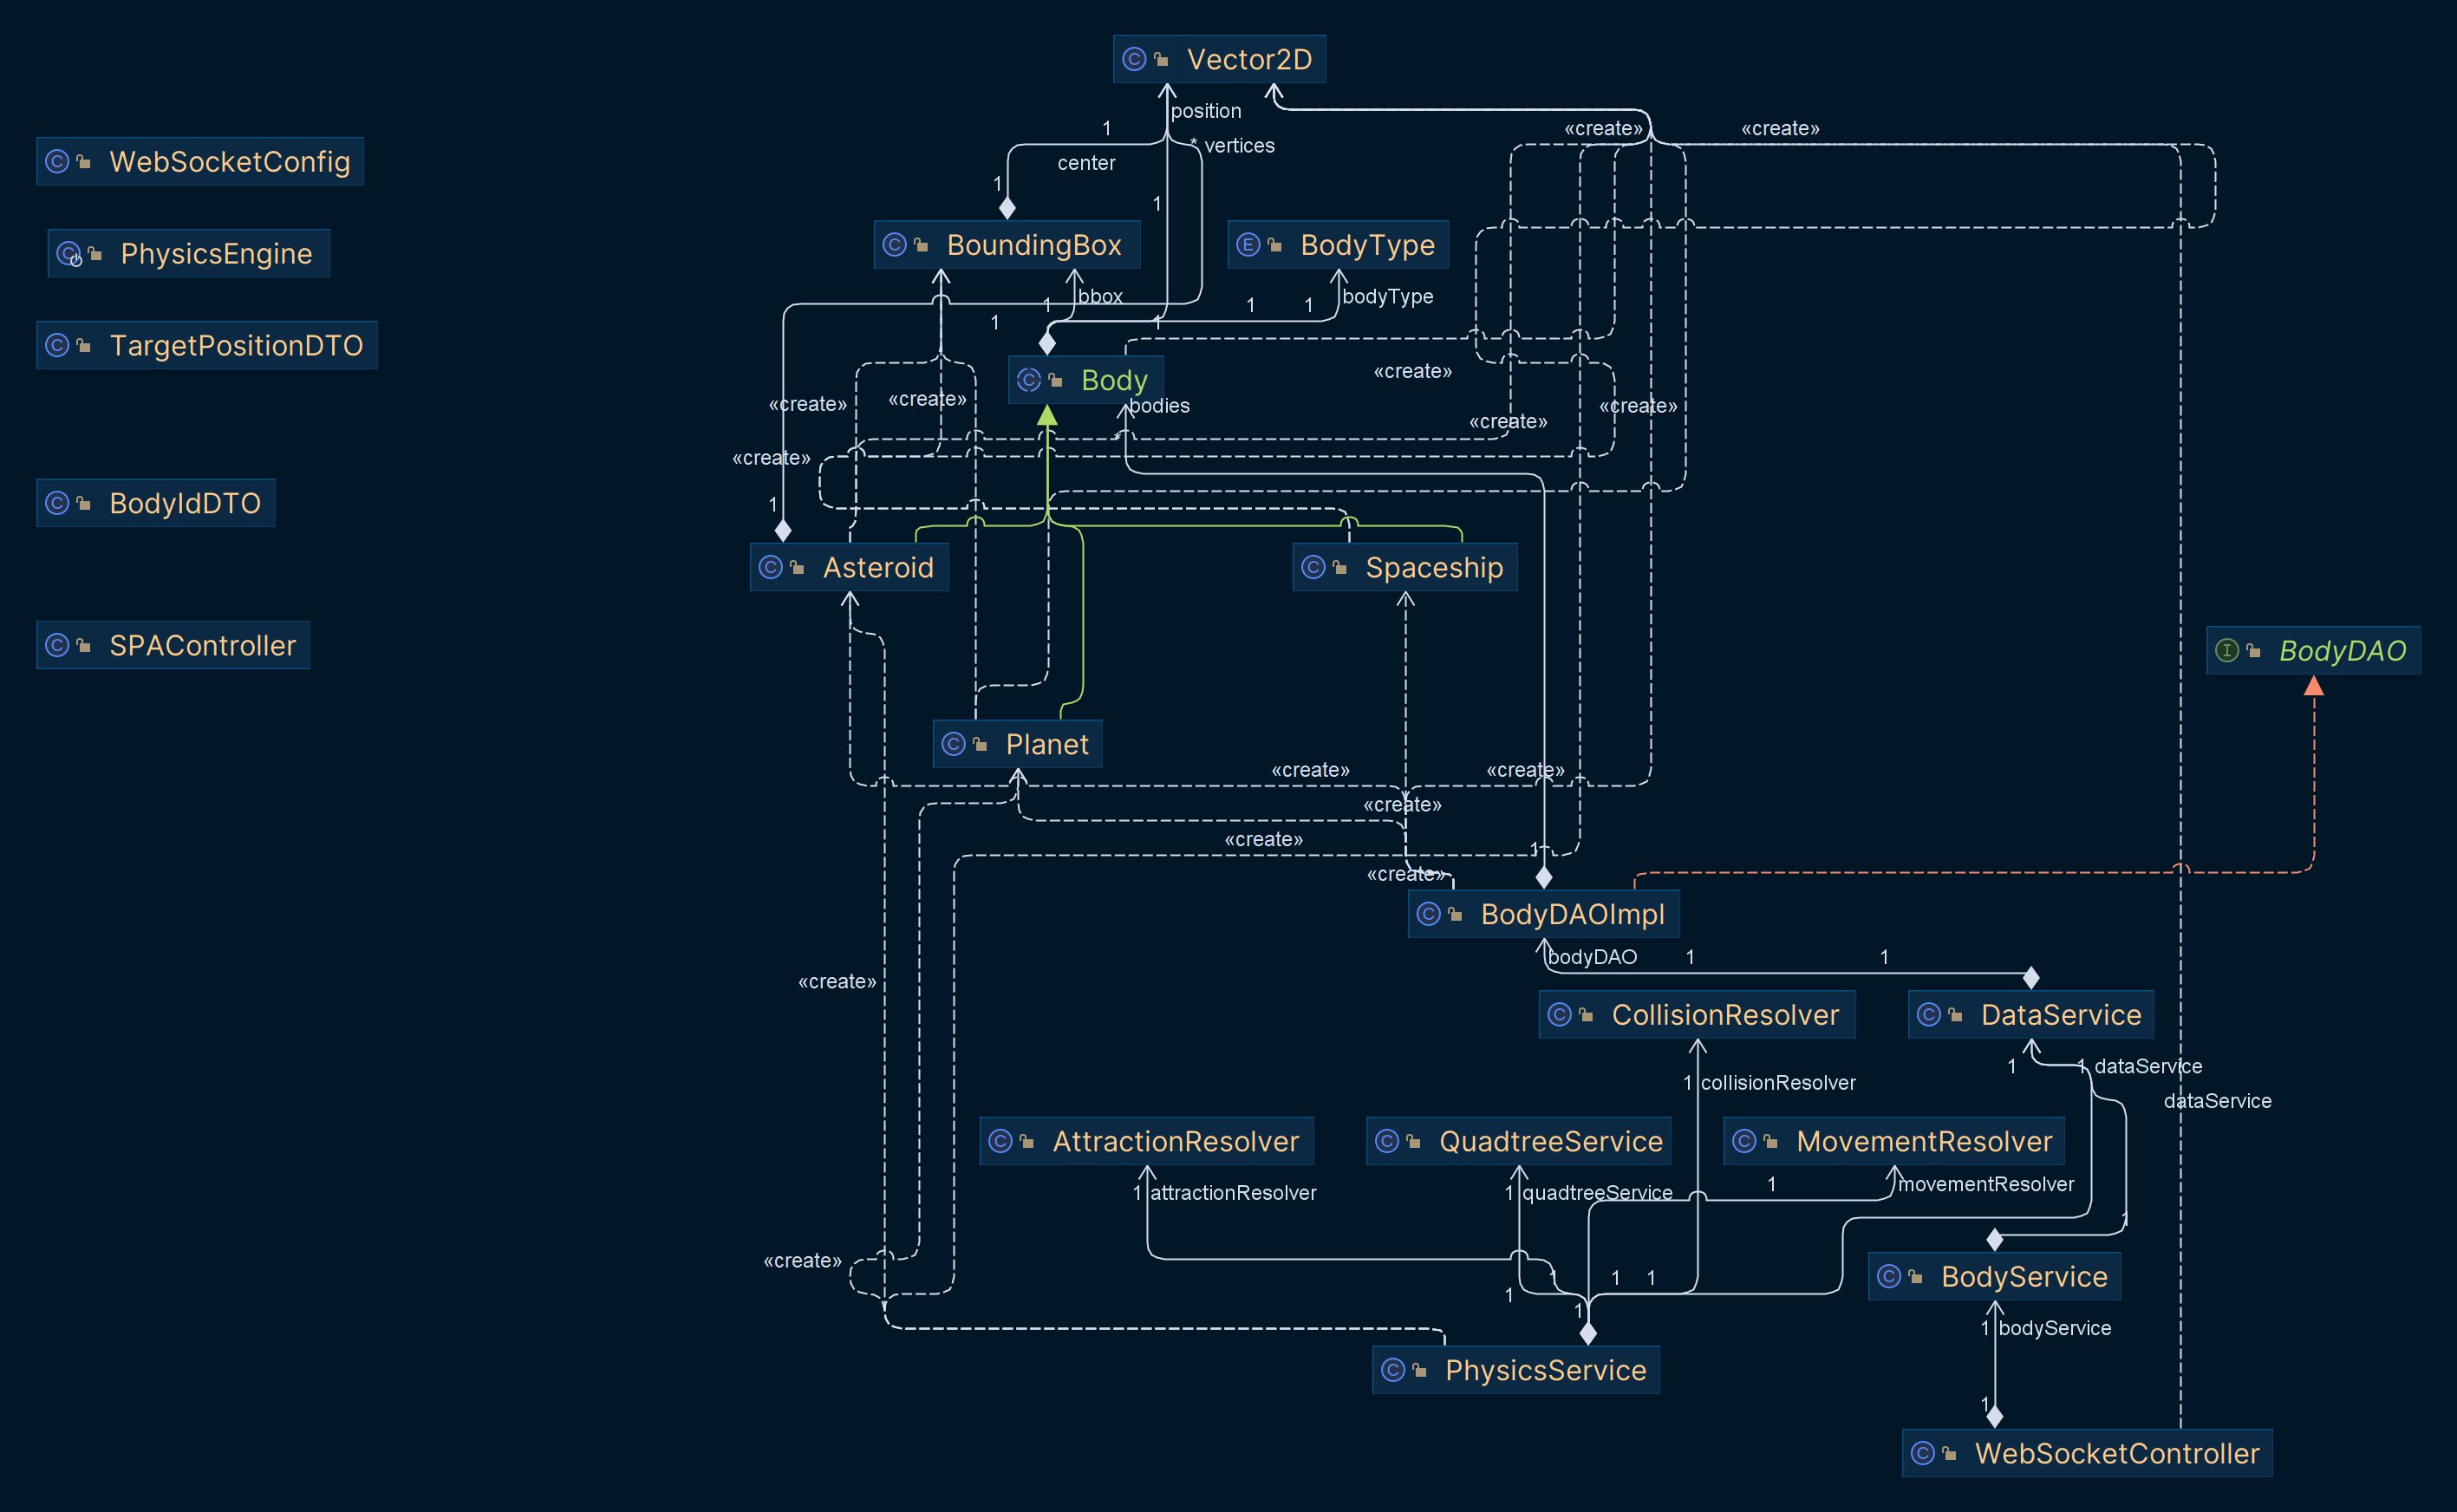 Vector2D
position
1
«create»
«create»
* vertices
center
WebSocketConfig
1
1
BoundingBox
BodyType
PhysicsEngine
bbox
1
1
1
bodyType
1
1
TargetPositionDTO
Body
«create»
«create»
«create»
bodies
«create»
«create»
*
«create»
1
BodyIdDTO
Asteroid
Spaceship
SPAController
BodyDAO
Planet
«create»
«create»
«create»
«create»
1
«create»
BodyDAOImpl
bodyDAO
1
1
«create»
CollisionResolver
DataService
1
1 dataService
1 collisionResolver
dataService
AttractionResolver
QuadtreeService
MovementResolver
1 attractionResolver
1 quadtreeService
1
movementResolver
1
«create»
1
1
1
BodyService
1
1
1 bodyService
PhysicsService
1
WebSocketController